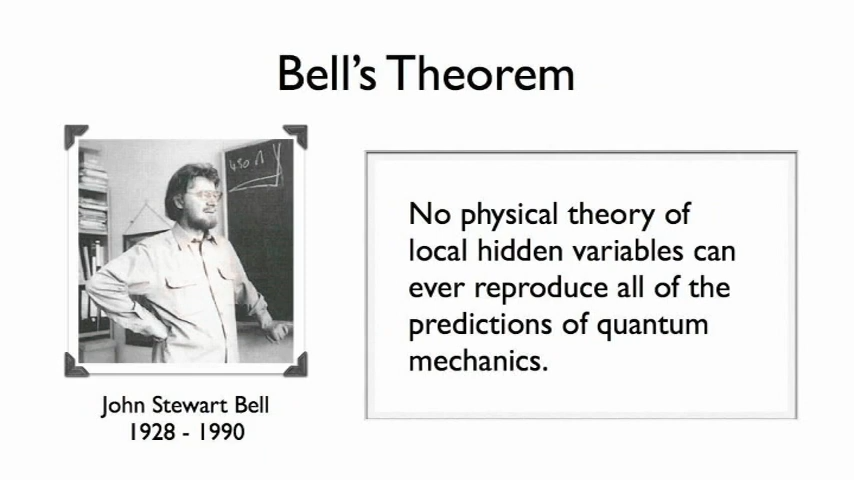 Bell's Theorem
No physical theory of
local hidden variables can
ever reproduce all of the
predictions of quantum
mechanics.
John Stewart Bell
1928 - 1990